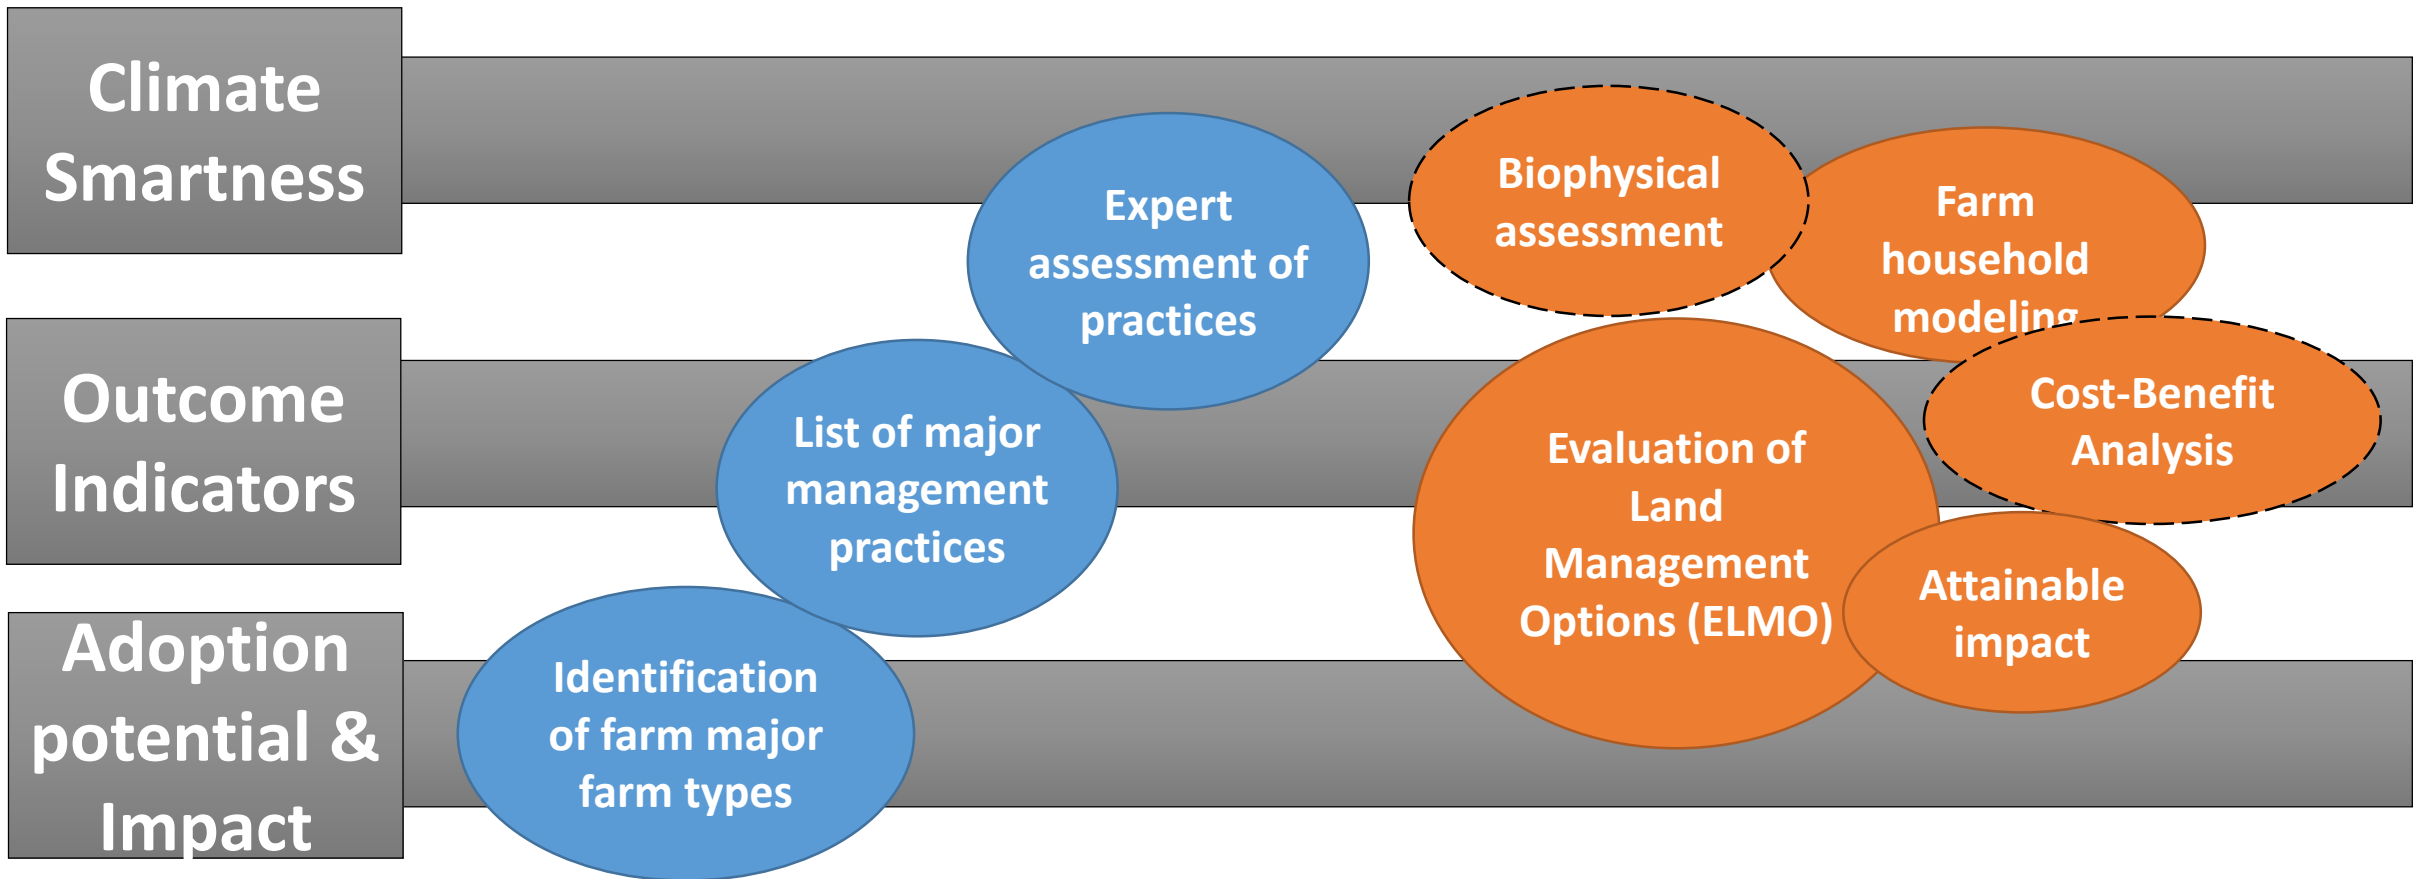 Climate
Smartness
Outcome
Indicators
Adoption
potential &
Impact
Identification
of farm major
farm types
List of major
management
practices
Expert
assessment of
practices
Biophysical
assessment
Farm
household
modeling
Evaluation of
Land
Management
Options (ELMO)
Cost-Benefit
Analysis
Attainable
impact